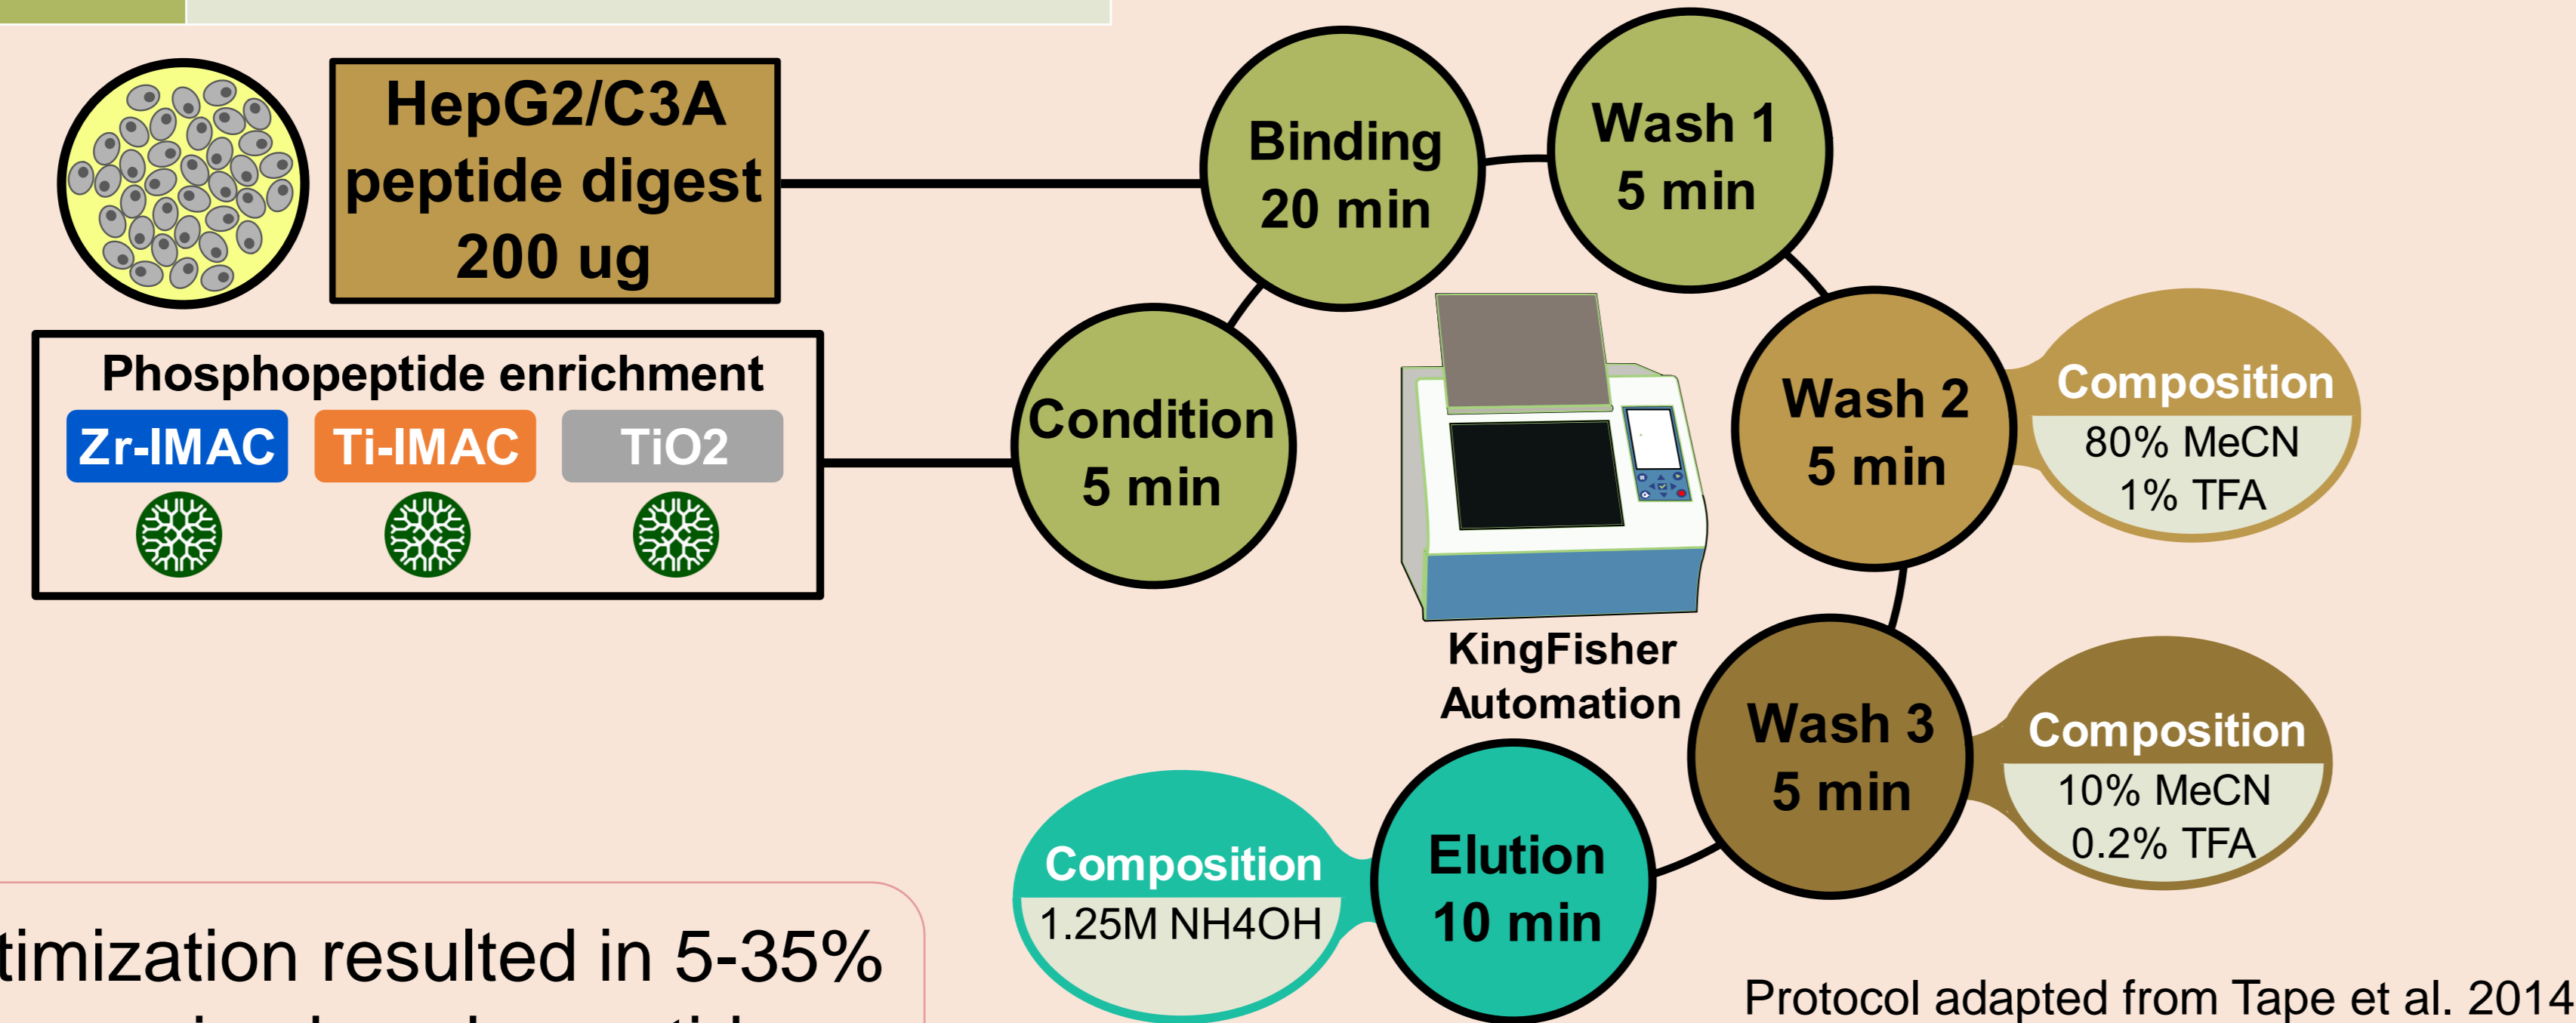 HepG2/C3A
peptide digest
200 ug
Phosphopeptide enrichment
Zr-IMAC
Ti-IMAC
TiO2
Condition
5 min
Binding
20 min
Wash 1
5 min
Wash 2
5 min
Composition
80% MeCN
1% TFA
Wash 3
5 min
Composition
10% MeCN
0.2% TFA
Elution
10 min
Composition
1.25M NH4OH
KingFisher
Automation
resulted in 5-35%
Protocol adapted from Tape et al. 2014